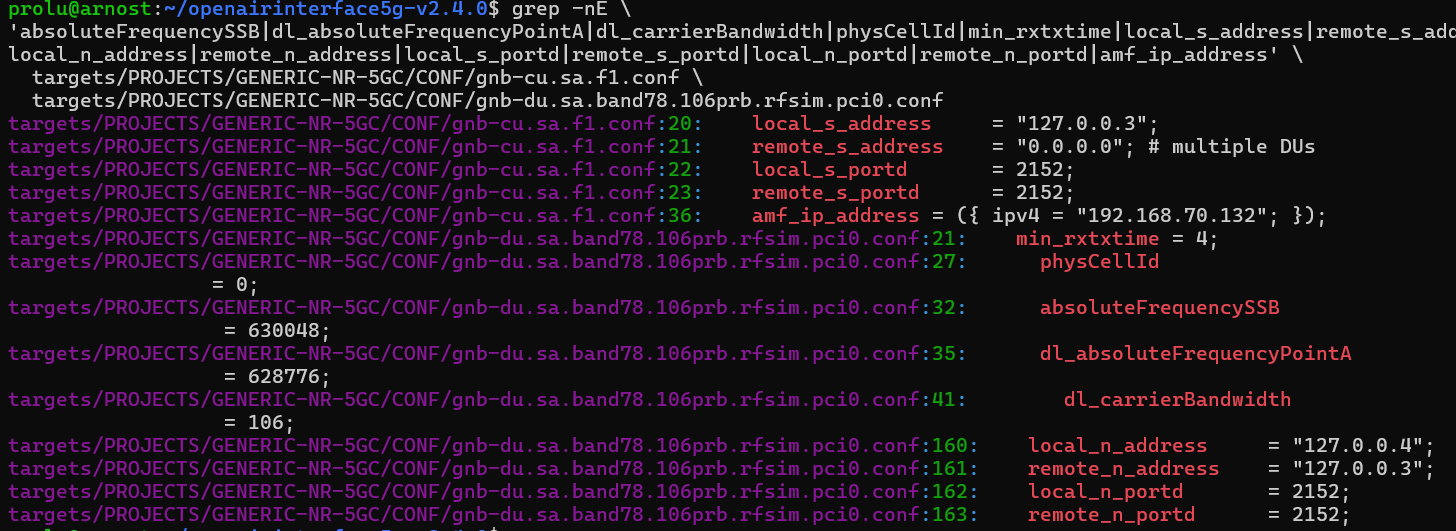 prolu@arnost:~/openairinterface5g-v2.4.0$ grep -nE \
'absoluteFrequencySSB|dl_absoluteFrequencyPointA|dl_carrierBandwidth|physCellId|min_rxtxtime|local_s_address|remote_s_add
local_n_address|remote_n_address|local_s_portd|remote_s_portd|local_n_portd|remote_n_portd|amf_ip_address' \
  targets/PROJECTS/GENERIC-NR-5GC/CONF/gnb-cu.sa.f1.conf \
  targets/PROJECTS/GENERIC-NR-5GC/CONF/gnb-du.sa.band78.106prb.rfsim.pci0.conf
targets/PROJECTS/GENERIC-NR-5GC/CONF/gnb-cu.sa.f1.conf:20:    local_s_address     = "127.0.0.3";
targets/PROJECTS/GENERIC-NR-5GC/CONF/gnb-cu.sa.f1.conf:21:    remote_s_address    = "0.0.0.0"; # multiple DUs
targets/PROJECTS/GENERIC-NR-5GC/CONF/gnb-cu.sa.f1.conf:22:    local_s_portd       = 2152;
targets/PROJECTS/GENERIC-NR-5GC/CONF/gnb-cu.sa.f1.conf:23:    remote_s_portd      = 2152;
targets/PROJECTS/GENERIC-NR-5GC/CONF/gnb-cu.sa.f1.conf:36:    amf_ip_address = ({ ipv4 = "192.168.70.132"; });
targets/PROJECTS/GENERIC-NR-5GC/CONF/gnb-du.sa.band78.106prb.rfsim.pci0.conf:21:    min_rxtxtime = 4;
targets/PROJECTS/GENERIC-NR-5GC/CONF/gnb-du.sa.band78.106prb.rfsim.pci0.conf:27:      physCellId
                 = 0;
targets/PROJECTS/GENERIC-NR-5GC/CONF/gnb-du.sa.band78.106prb.rfsim.pci0.conf:32:      absoluteFrequencySSB
                  = 630048;
targets/PROJECTS/GENERIC-NR-5GC/CONF/gnb-du.sa.band78.106prb.rfsim.pci0.conf:35:      dl_absoluteFrequencyPointA
                  = 628776;
targets/PROJECTS/GENERIC-NR-5GC/CONF/gnb-du.sa.band78.106prb.rfsim.pci0.conf:41:        dl_carrierBandwidth
                  = 106;
targets/PROJECTS/GENERIC-NR-5GC/CONF/gnb-du.sa.band78.106prb.rfsim.pci0.conf:160:    local_n_address     = "127.0.0.4";
targets/PROJECTS/GENERIC-NR-5GC/CONF/gnb-du.sa.band78.106prb.rfsim.pci0.conf:161:    remote_n_address    = "127.0.0.3";
targets/PROJECTS/GENERIC-NR-5GC/CONF/gnb-du.sa.band78.106prb.rfsim.pci0.conf:162:    local_n_portd       = 2152;
targets/PROJECTS/GENERIC-NR-5GC/CONF/gnb-du.sa.band78.106prb.rfsim.pci0.conf:163:    remote_n_portd      = 2152;